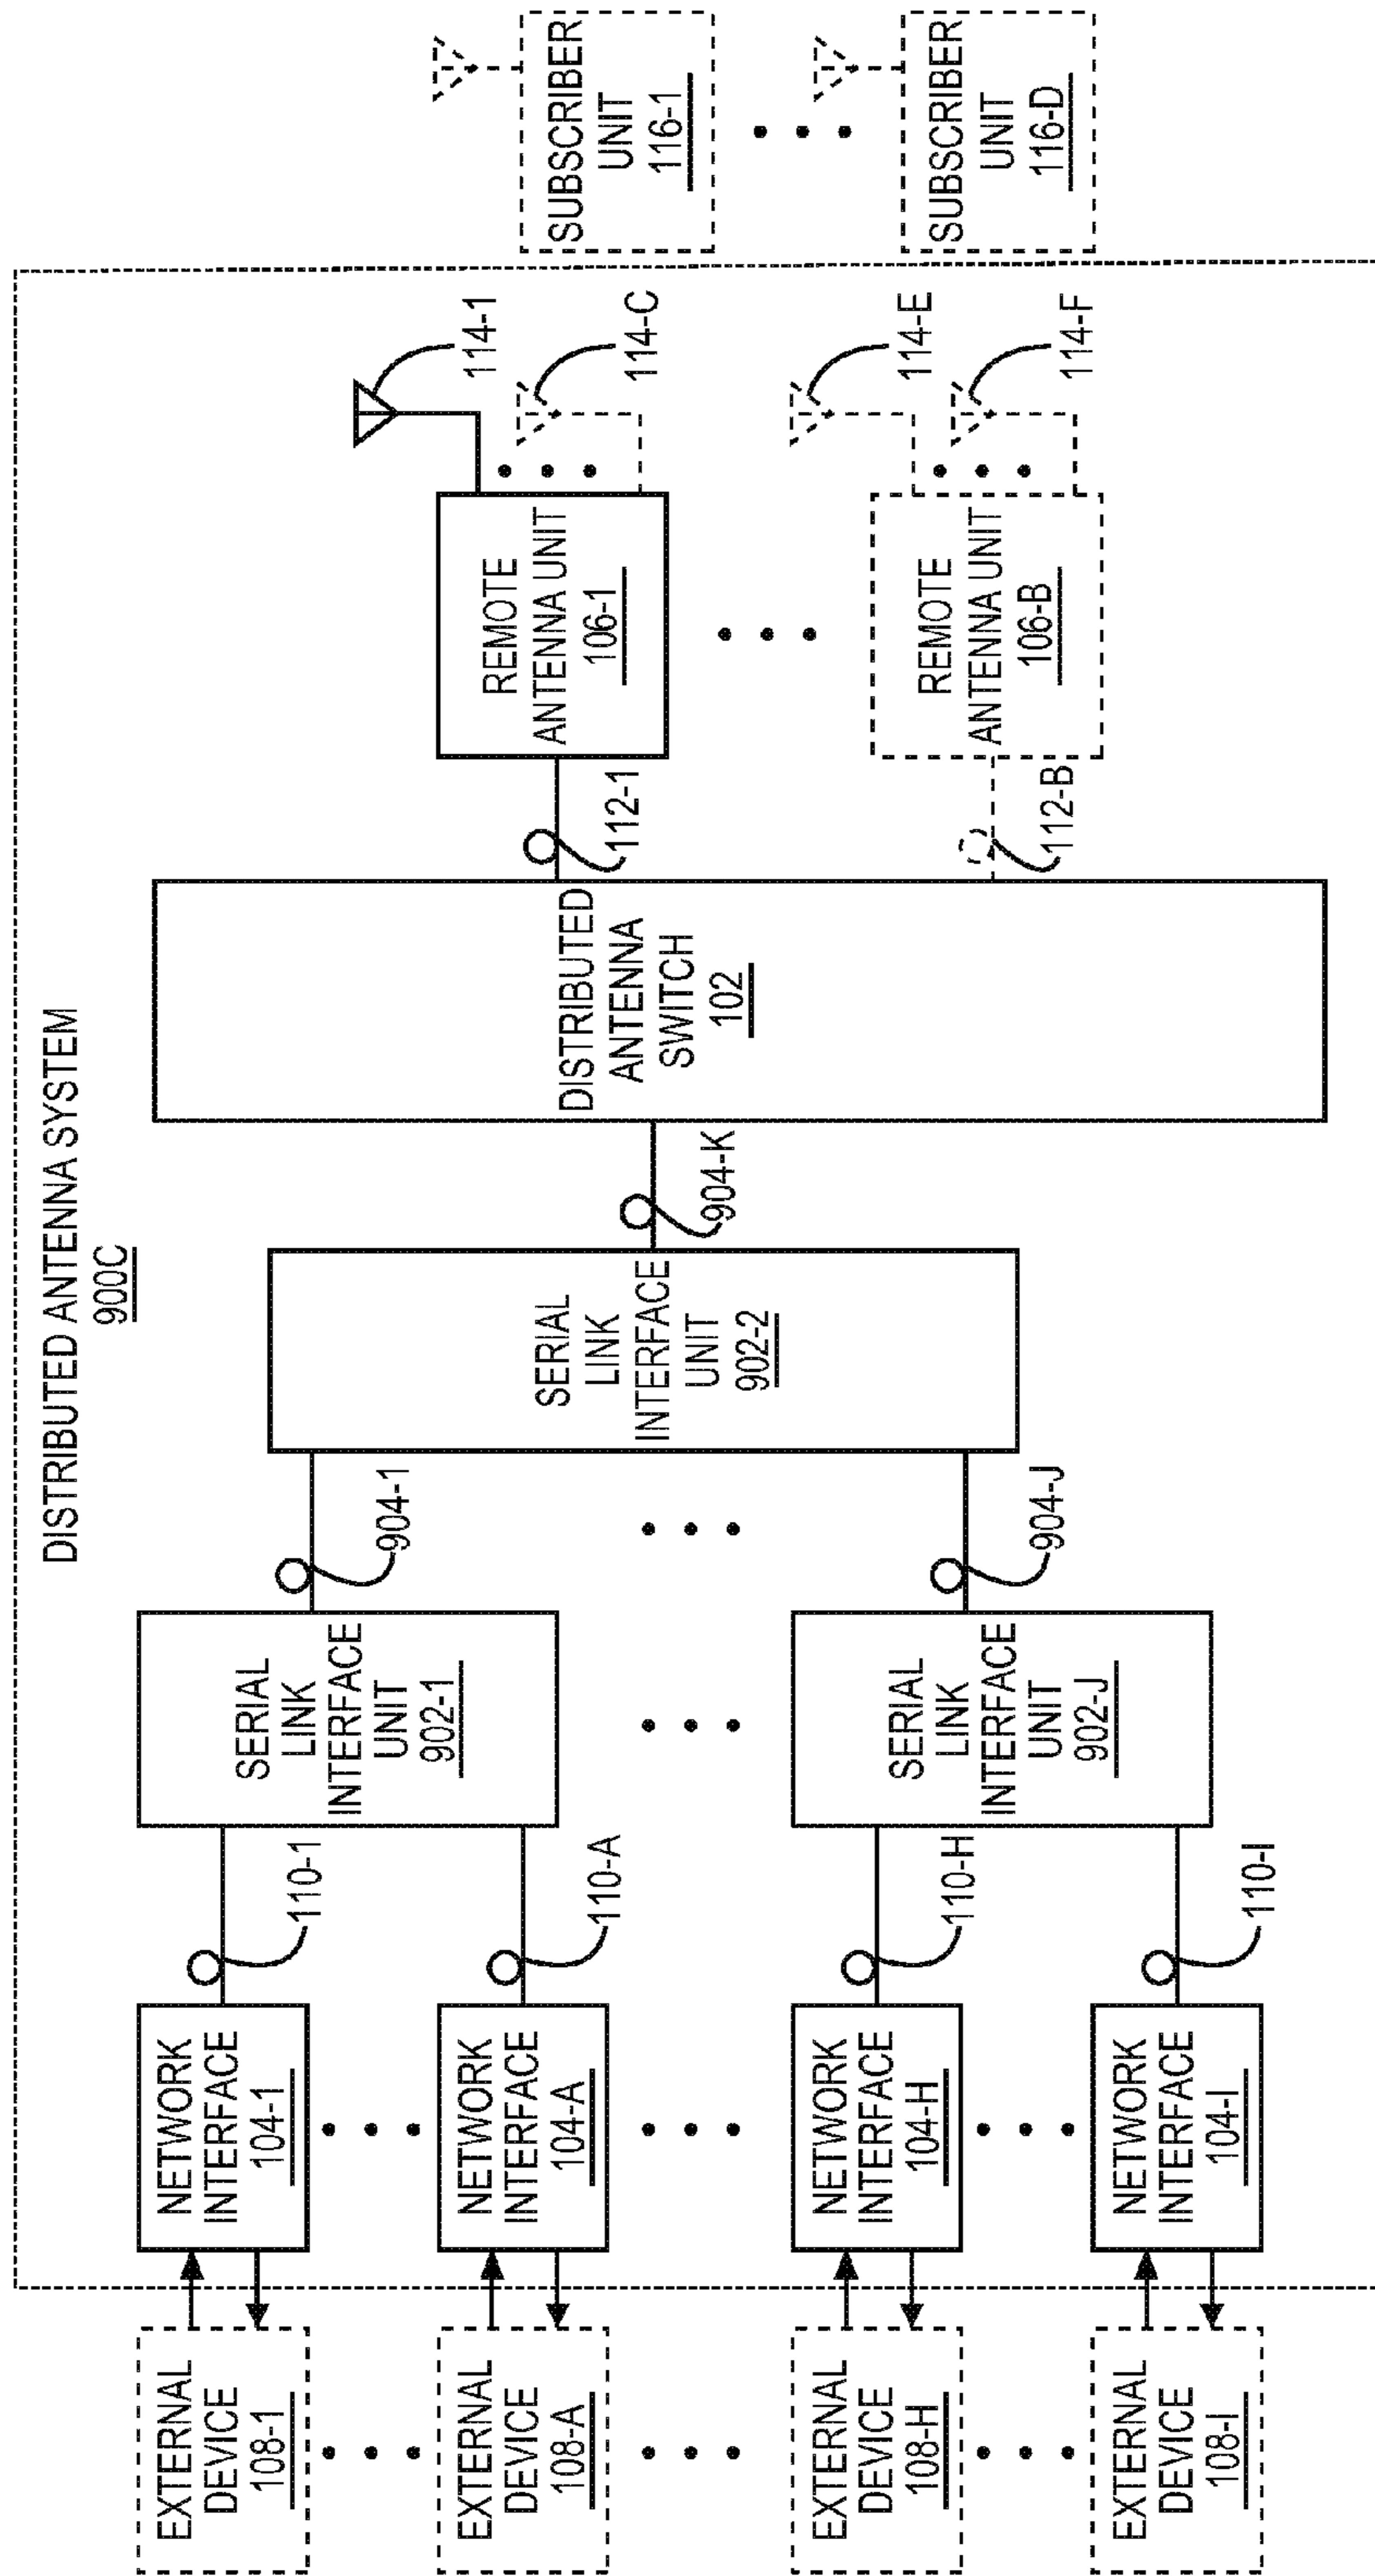 DISTRIBUTED ANTENNA SYSTEM
900C
EXTERNAL
DEVICE
108-1
EXTERNAL
DEVICE
108-A
EXTERNAL
DEVICE
108-H
EXTERNAL
DEVICE
108-I
NETWORK
INTERFACE
104-1
NETWORK
INTERFACE
104-A
NETWORK
INTERFACE
104-H
NETWORK
INTERFACE
104-I
110-1
110-A
110-H
110-I
SERIAL
LINK
INTERFACE
UNIT
902-1
SERIAL
LINK
INTERFACE
UNIT
902-J
904-1
904-J
SERIAL
LINK
INTERFACE
UNIT
902-2
904-K
DISTRIBUTED
ANTENNA
SWITCH
102
112-1
112-B
REMOTE
ANTENNA UNIT
106-1
REMOTE
ANTENNA UNIT
106-B
114-1
114-C
114-E
114-F
SUBSCRIBER
UNIT
116-1
SUBSCRIBER
UNIT
116-D